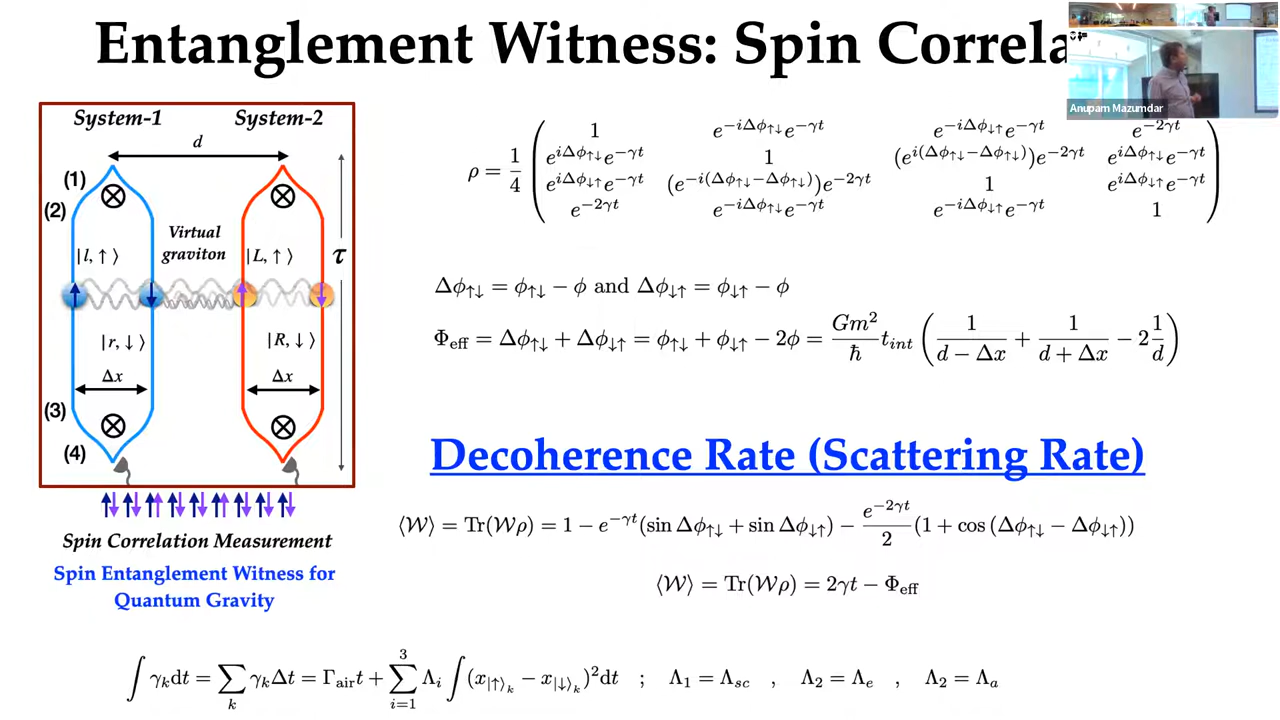 Entanglement Witness: Spin Correla
Anupam Mazumdar
System-1 System-2
d
(1)
(2)
Virtual
graviton
|l, ↑ ⟩
|L, ↑ ⟩
τ
|r, ↓ ⟩
|R, ↓ ⟩
Δx Δx
(3)
(4)
Spin Correlation Measurement
Spin Entanglement Witness for
Quantum Gravity
ρ = 1/4 ( 1 e^{-iΔϕ↑↓}e^{-γt} e^{-iΔϕ↓↑}e^{-γt} e^{-2γt}
e^{iΔϕ↑↓}e^{-γt} 1 (e^{i(Δϕ↑↓−Δϕ↓↑)})e^{-2γt} e^{iΔϕ↑↓}e^{-γt}
e^{iΔϕ↓↑}e^{-γt} (e^{-i(Δϕ↑↓−Δϕ↓↑)})e^{-2γt} 1 e^{iΔϕ↓↑}e^{-γt}
e^{-2γt} e^{-iΔϕ↑↓}e^{-γt} e^{-iΔϕ↓↑}e^{-γt} 1 )
Δϕ↑↓ = ϕ↑↓ − ϕ and Δϕ↓↑ = ϕ↓↑ − ϕ
Φ_eff = Δϕ↑↓ + Δϕ↓↑ = ϕ↑↓ + ϕ↓↑ − 2ϕ = Gm²/ħ t_int ( 1/(d − Δx) + 1/(d + Δx) − 2 1/d )
Decoherence Rate (Scattering Rate)
⟨𝒲⟩ = Tr(𝒲ρ) = 1 − e^{-γt}(sin Δϕ↑↓ + sin Δϕ↓↑) − e^{-2γt}/2 (1 + cos (Δϕ↑↓ − Δϕ↓↑))
⟨𝒲⟩ = Tr(𝒲ρ) = 2γt − Φ_eff
∫ γ_k dt = ∑_k γ_k Δt = Γ_air t + ∑_{i=1}^{3} Λ_i ∫ (x_{|↑⟩_k} − x_{|↓⟩_k})² dt ; Λ₁ = Λ_sc , Λ₂ = Λ_e , Λ₂ = Λ_a